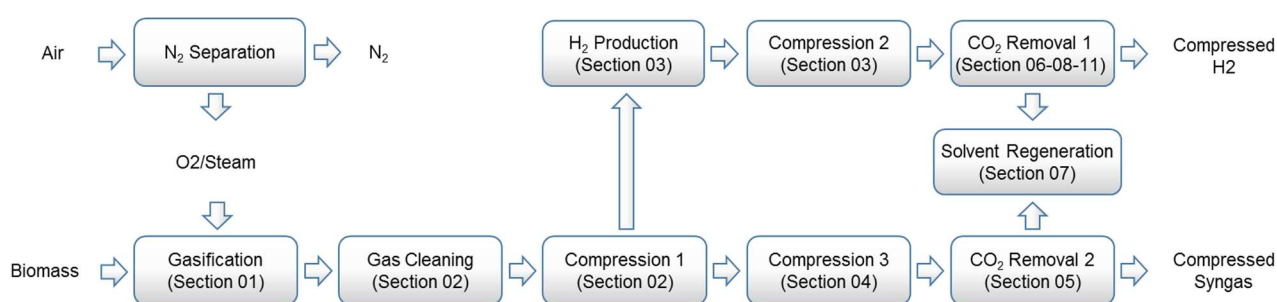 Air
N₂ Separation
N₂
H₂ Production
(Section 03)
Compression 2
(Section 03)
CO₂ Removal 1
(Section 06-08-11)
Compressed
H2
O2/Steam
Solvent Regeneration
(Section 07)
Biomass
Gasification
(Section 01)
Gas Cleaning
(Section 02)
Compression 1
(Section 02)
Compression 3
(Section 04)
CO₂ Removal 2
(Section 05)
Compressed
Syngas